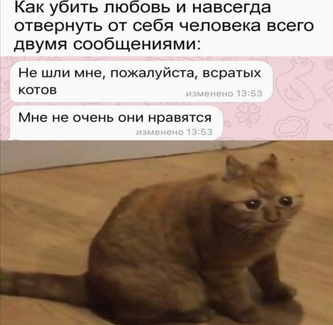 Как убить любовь и навсегда
отвернуть от себя человека всего
двумя сообщениями:
Не шли мне, пожалуйста, всратых
котов
изменено 13:53
Мне не очень они нравятся
изменено 13:53